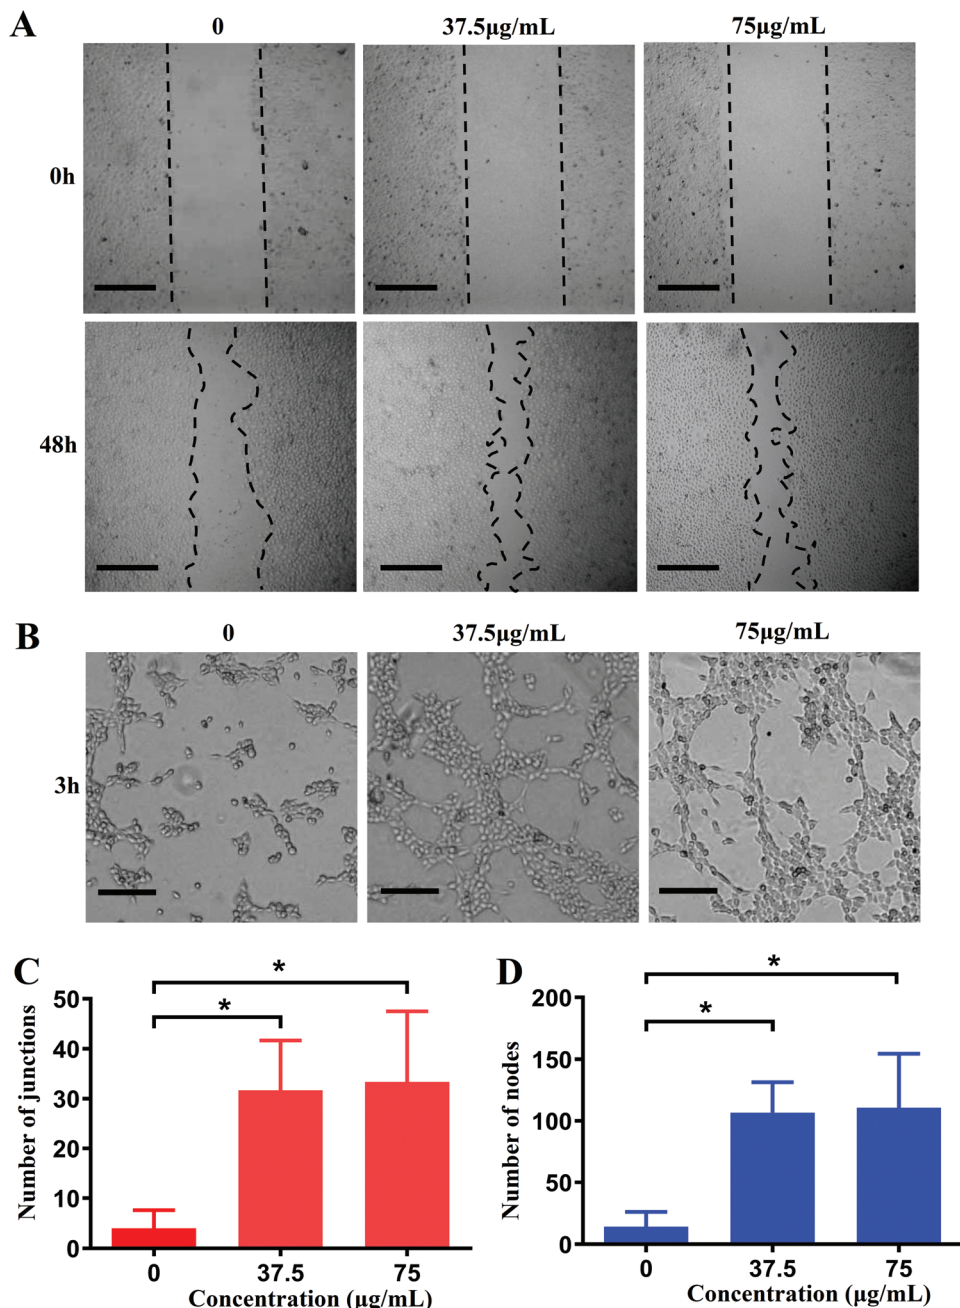 A
0 37.5μg/mL 75μg/mL
0h
48h
B
0 37.5μg/mL 75μg/mL
3h
C
*
*
50
40
30
20
10
0
Number of junctions
0 37.5 75
Concentration (μg/mL)
D
*
*
200
150
100
50
0
Number of nodes
0 37.5 75
Concentration (μg/mL)